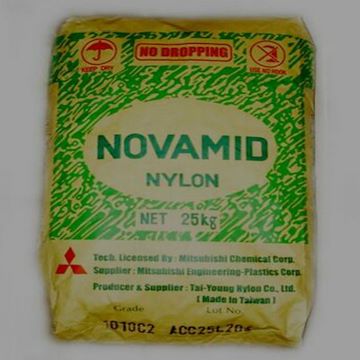 NO DROPPING
KEEP DRY
USE NO HOOK
NOVAMID
NYLON
NET 25kg
Tech. Licensed By : Mitsubishi Chemical Corp.
Supplier : Mitsubishi Engineering-Plastics Corp.
Producer & Supplier : Tai-Young Nylon Co., Ltd.
[ Made In Taiwan ]
Grade Lot No.
1010C2